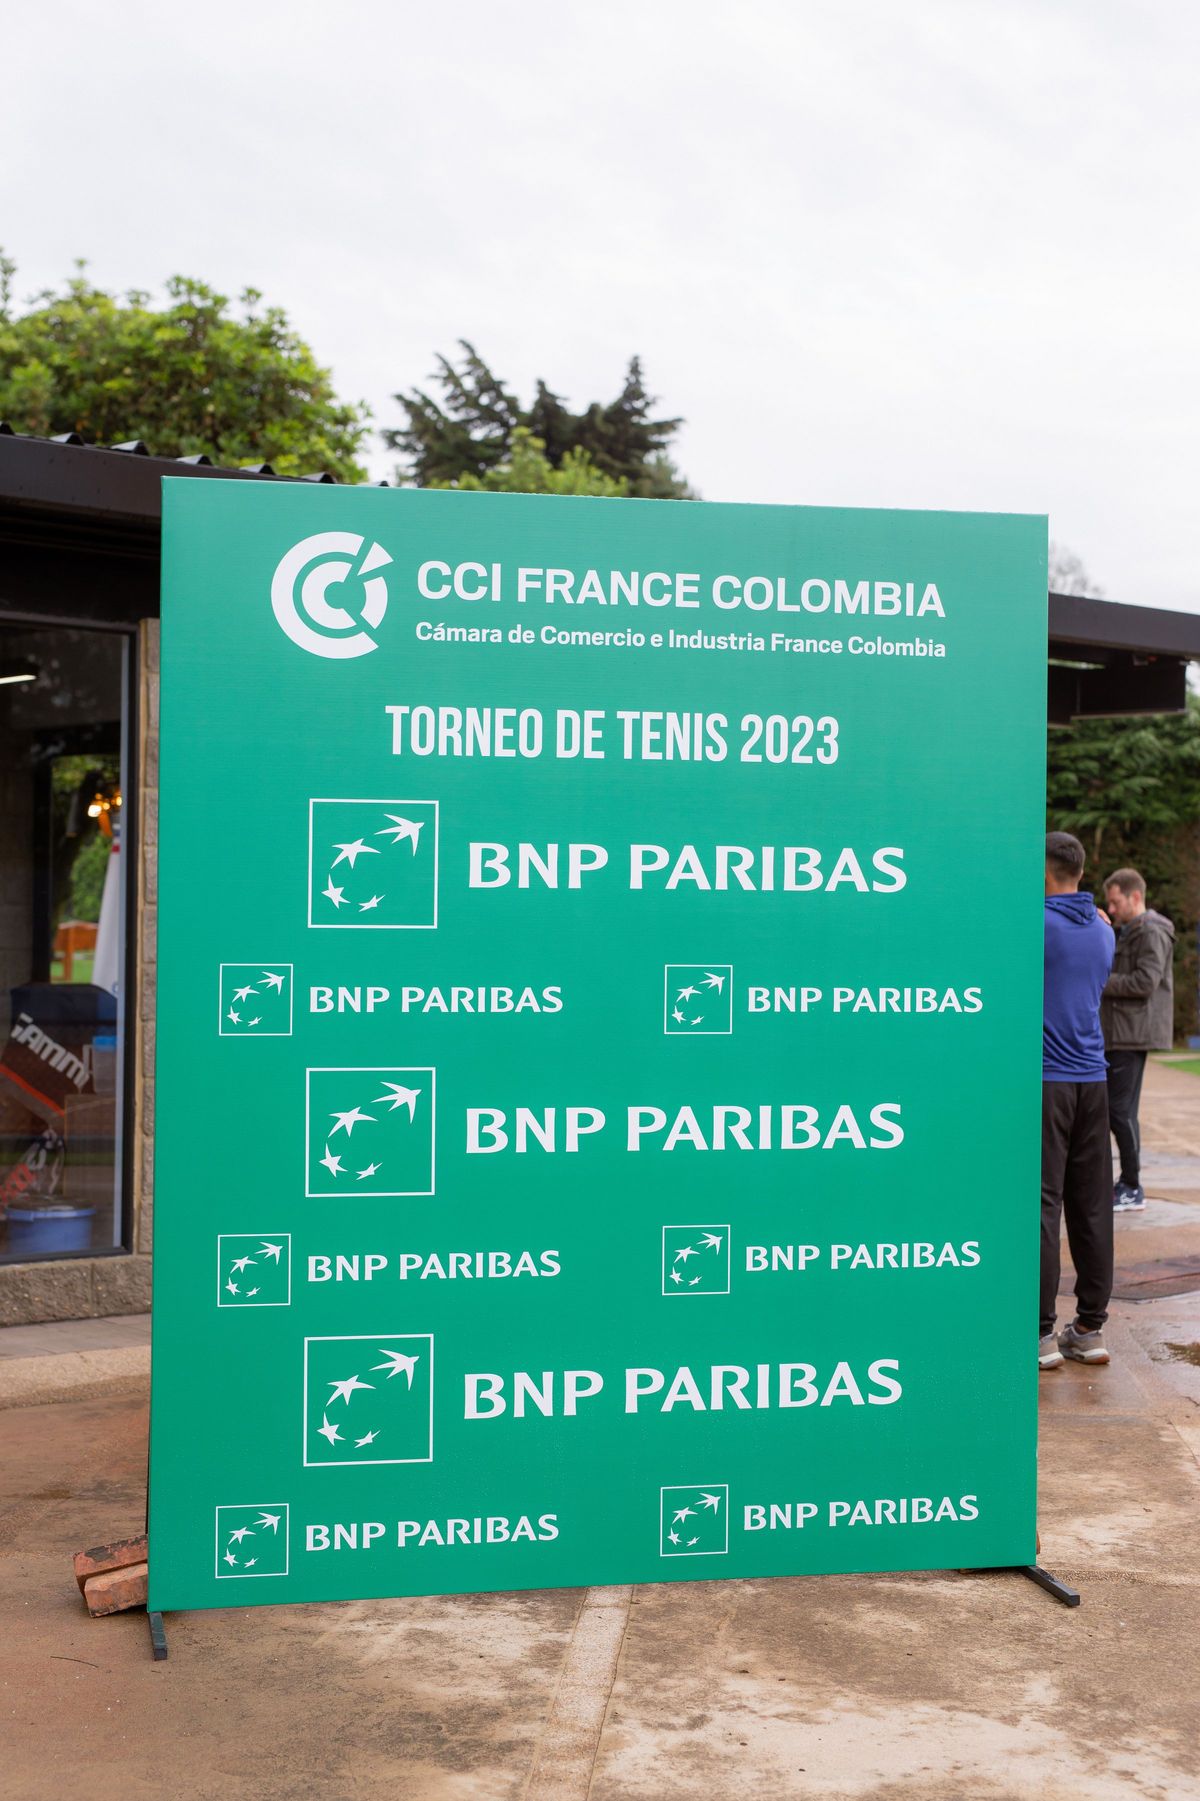 CCI FRANCE COLOMBIA
Cámara de Comercio e Industria France Colombia
TORNEO DE TENIS 2023
BNP PARIBAS
BNP PARIBAS BNP PARIBAS
BNP PARIBAS
BNP PARIBAS BNP PARIBAS
BNP PARIBAS
BNP PARIBAS BNP PARIBAS